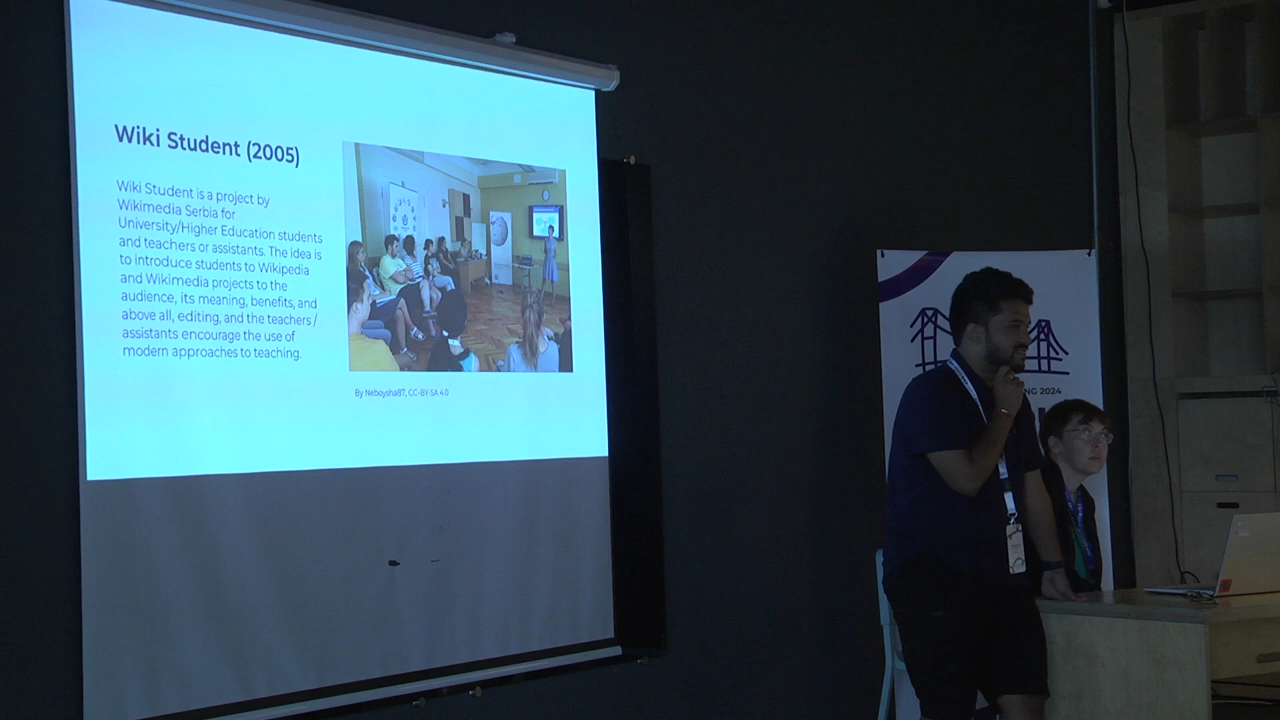 Wiki Student (2005)
Wiki Student is a project by
Wikimedia Serbia for
University/Higher Education students
and teachers or assistants. The idea is
to introduce students to Wikipedia
and Wikimedia projects to the
audience, its meaning, benefits, and
above all, editing, and the teachers /
assistants encourage the use of
modern approaches to teaching.
By Neboysha87, CC-BY-SA 4.0
2024